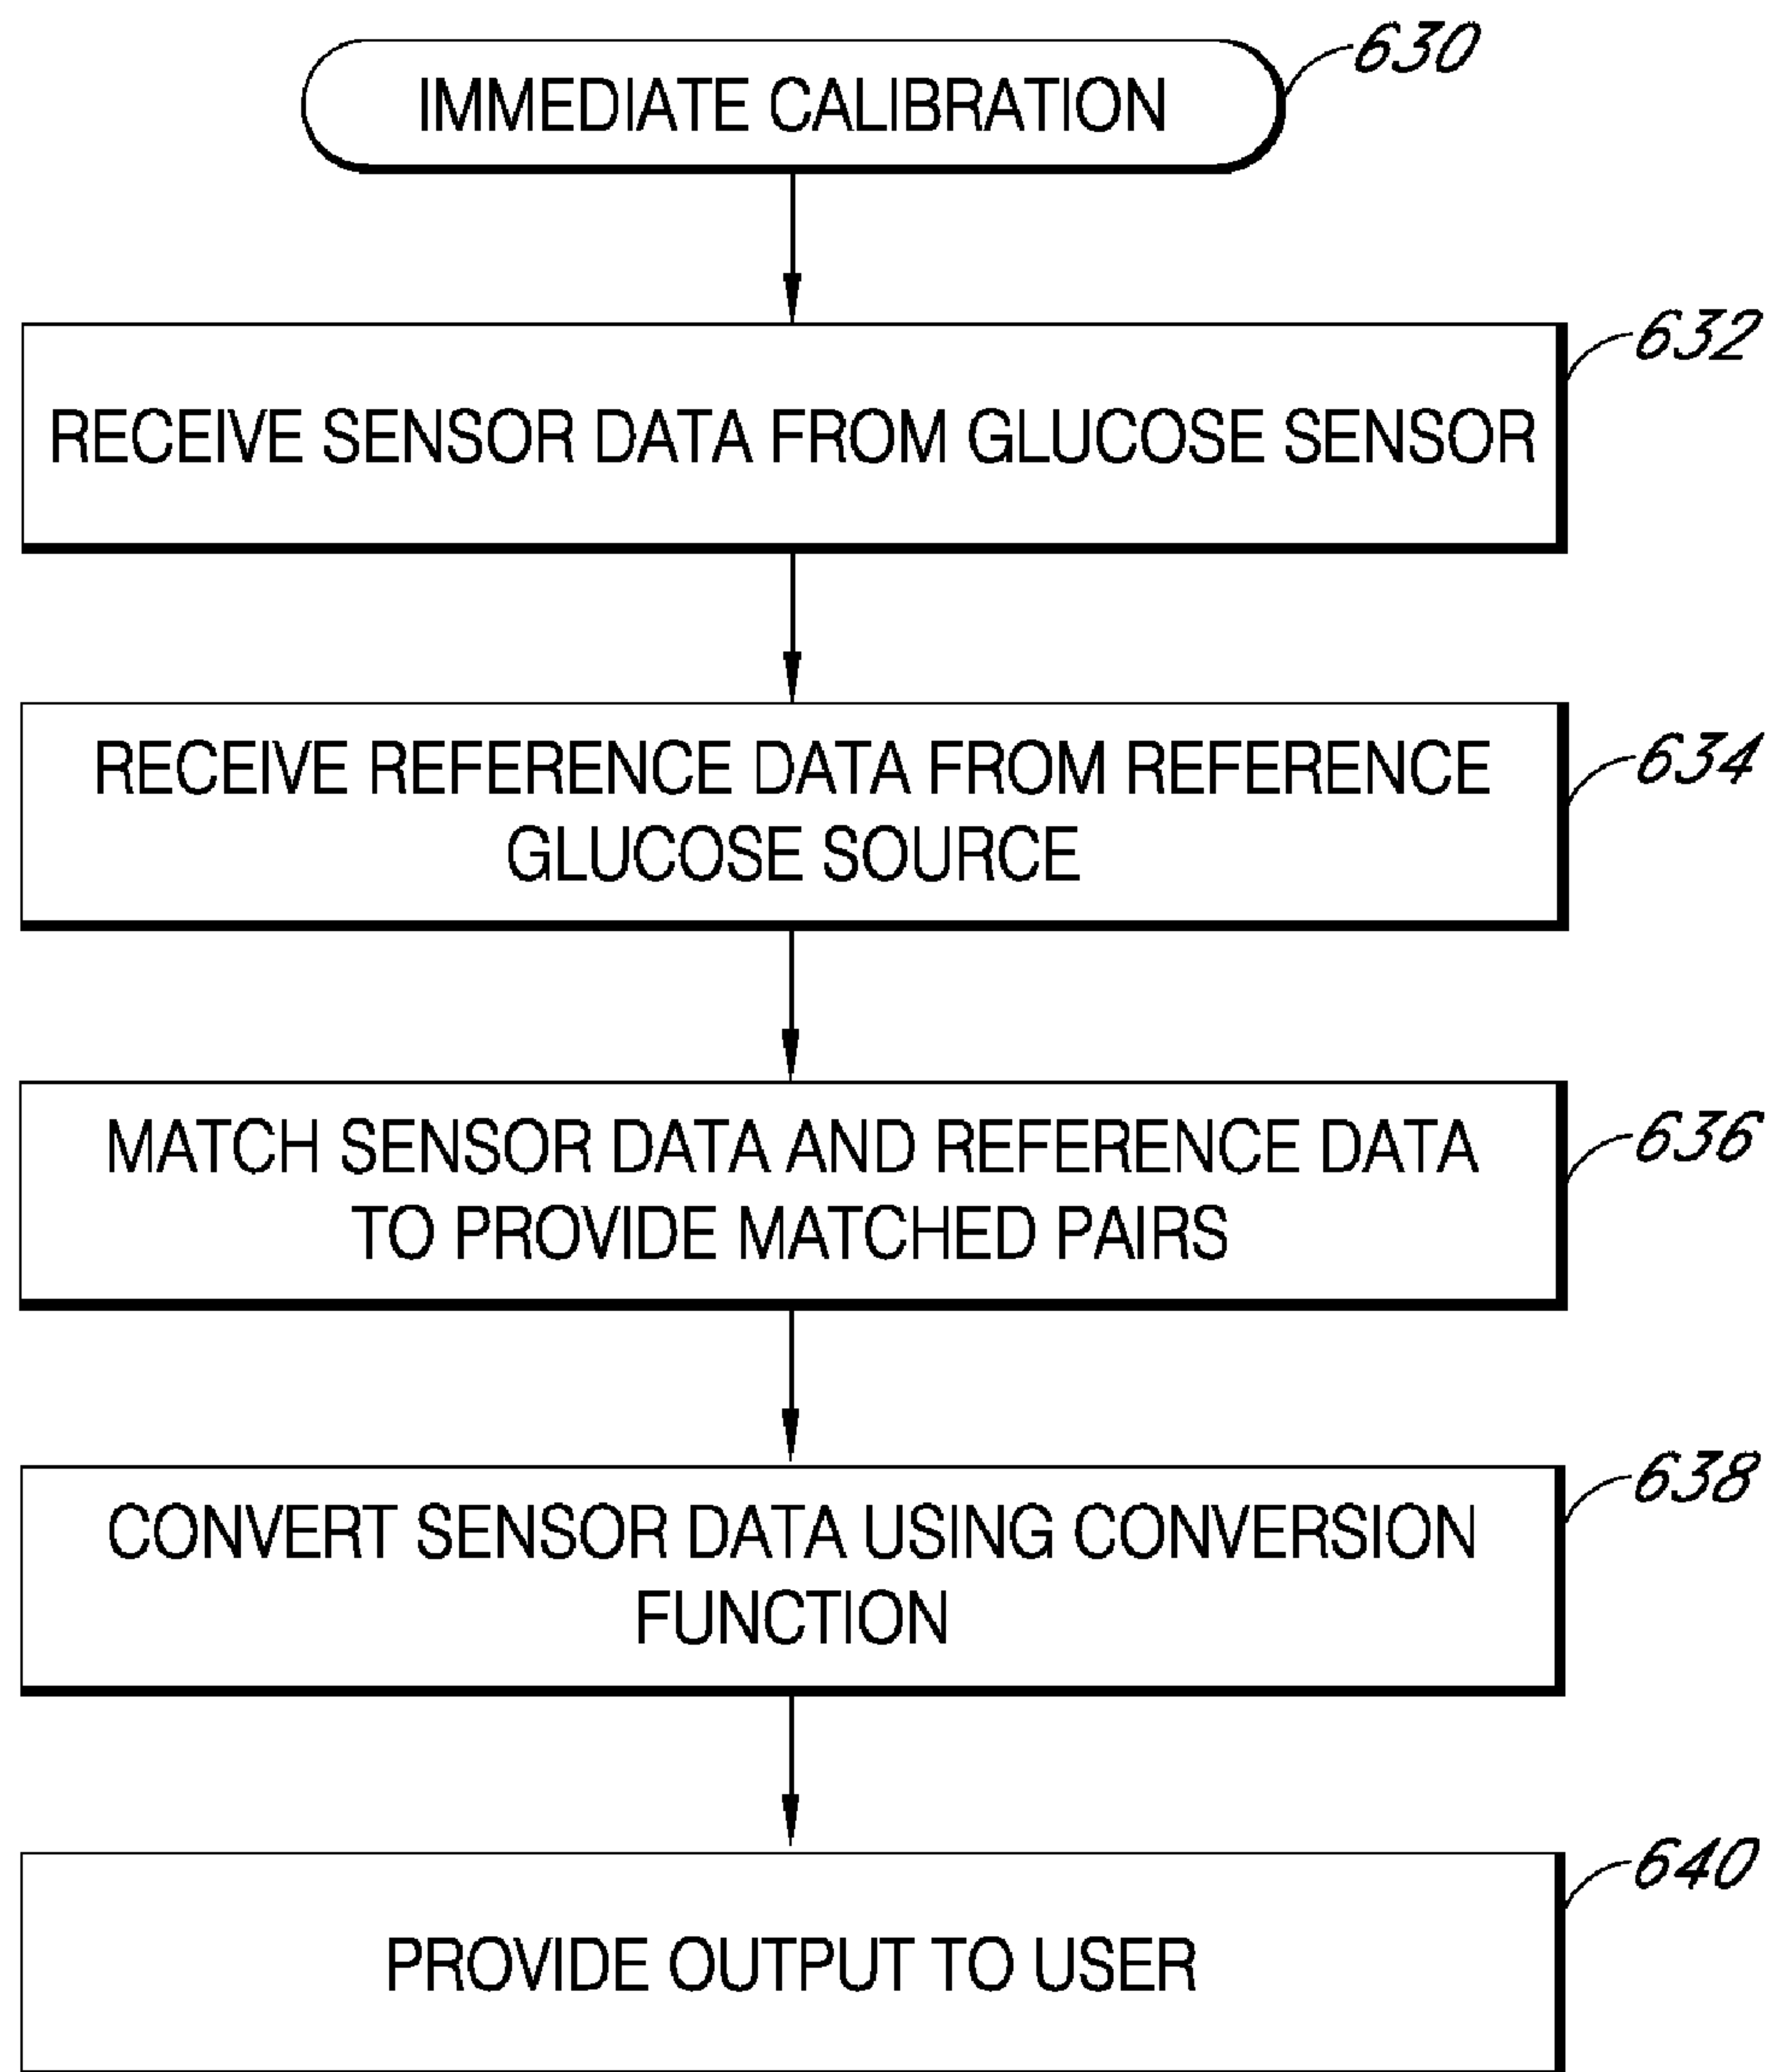 IMMEDIATE CALIBRATION
630
RECEIVE SENSOR DATA FROM GLUCOSE SENSOR
632
RECEIVE REFERENCE DATA FROM REFERENCE
GLUCOSE SOURCE
634
MATCH SENSOR DATA AND REFERENCE DATA
TO PROVIDE MATCHED PAIRS
636
CONVERT SENSOR DATA USING CONVERSION
FUNCTION
638
PROVIDE OUTPUT TO USER
640